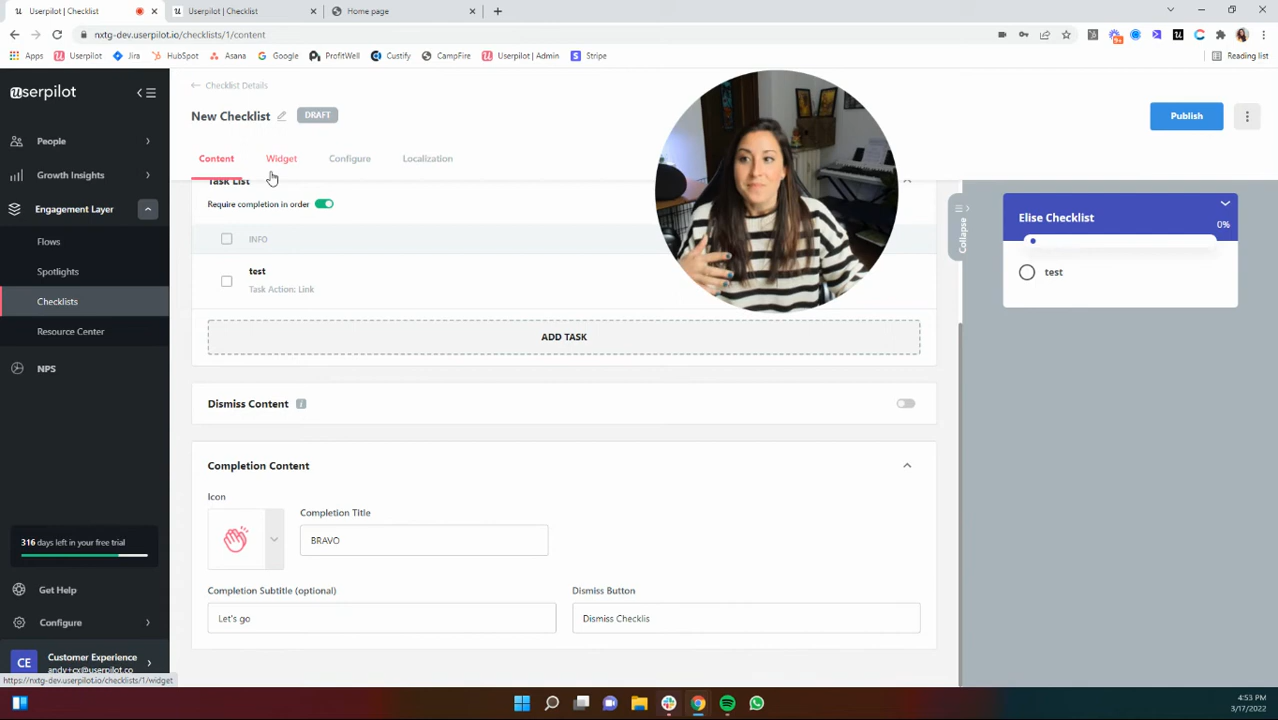 Userpilot | Checklist
Userpilot | Checklist
Home page
nxtg-dev.userpilot.io/checklists/1/content
Apps
Userpilot
Jira
HubSpot
Asana
Google
ProfitWell
Custify
CampFire
Userpilot | Admin
Stripe
Reading list
userpilot
People
Growth Insights
Engagement Layer
Flows
Spotlights
Checklists
Resource Center
NPS
316 days left in your free trial
Get Help
Configure
CE
Customer Experience
andy+cx@userpilot.co
https://nxtg-dev.userpilot.io/checklists/1/widget
Checklist Details
New Checklist
DRAFT
Publish
Content
Widget
Configure
Localization
Task List
Require completion in order
INFO
test
Task Action: Link
ADD TASK
Dismiss Content
Completion Content
Icon
Completion Title
BRAVO
Completion Subtitle (optional)
Let's go
Dismiss Button
Dismiss Checklis
Collapse
Elise Checklist
0%
test
4:53 PM
3/17/2022